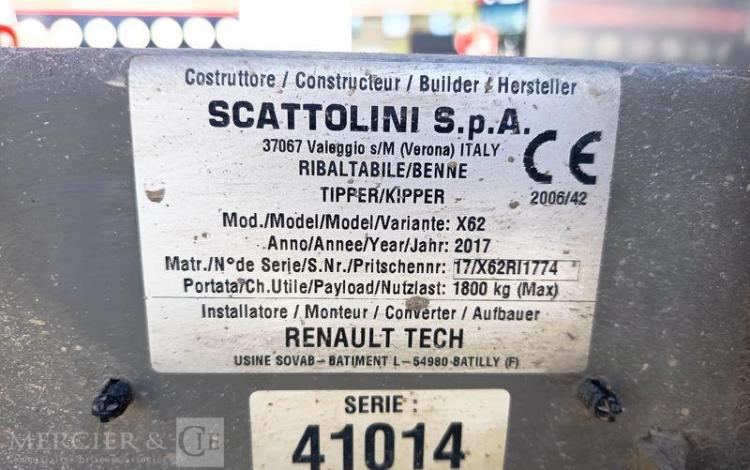 Costruttore / Constructeur / Builder / Hersteller
SCATTOLINI S.p.A.
37067 Valeggio s/M (Verona) ITALY
RIBALTABILE/BENNE
TIPPER/KIPPER
CE
2006/42
Mod./Model/Model/Variante: X62
Anno/Annee/Year/Jahr: 2017
Matr./N°de Serie/S.Nr./Pritschennr: 17/X62RI1774
Portata/Ch.Utile/Payload/Nutzlast: 1800 kg (Max)
Installatore / Monteur / Converter / Aufbauer
RENAULT TECH
USINE SOVAB - BATIMENT L - 54980 BATILLY (F)
SERIE :
41014
MERCIER & CIE